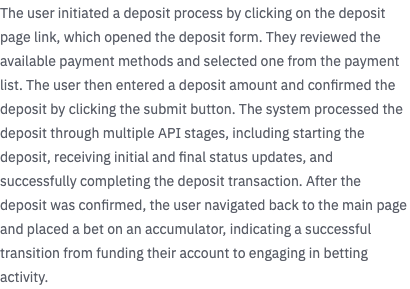 The user initiated a deposit process by clicking on the deposit
page link, which opened the deposit form. They reviewed the
available payment methods and selected one from the payment
list. The user then entered a deposit amount and confirmed the
deposit by clicking the submit button. The system processed the
deposit through multiple API stages, including starting the
deposit, receiving initial and final status updates, and
successfully completing the deposit transaction. After the
deposit was confirmed, the user navigated back to the main page
and placed a bet on an accumulator, indicating a successful
transition from funding their account to engaging in betting
activity.